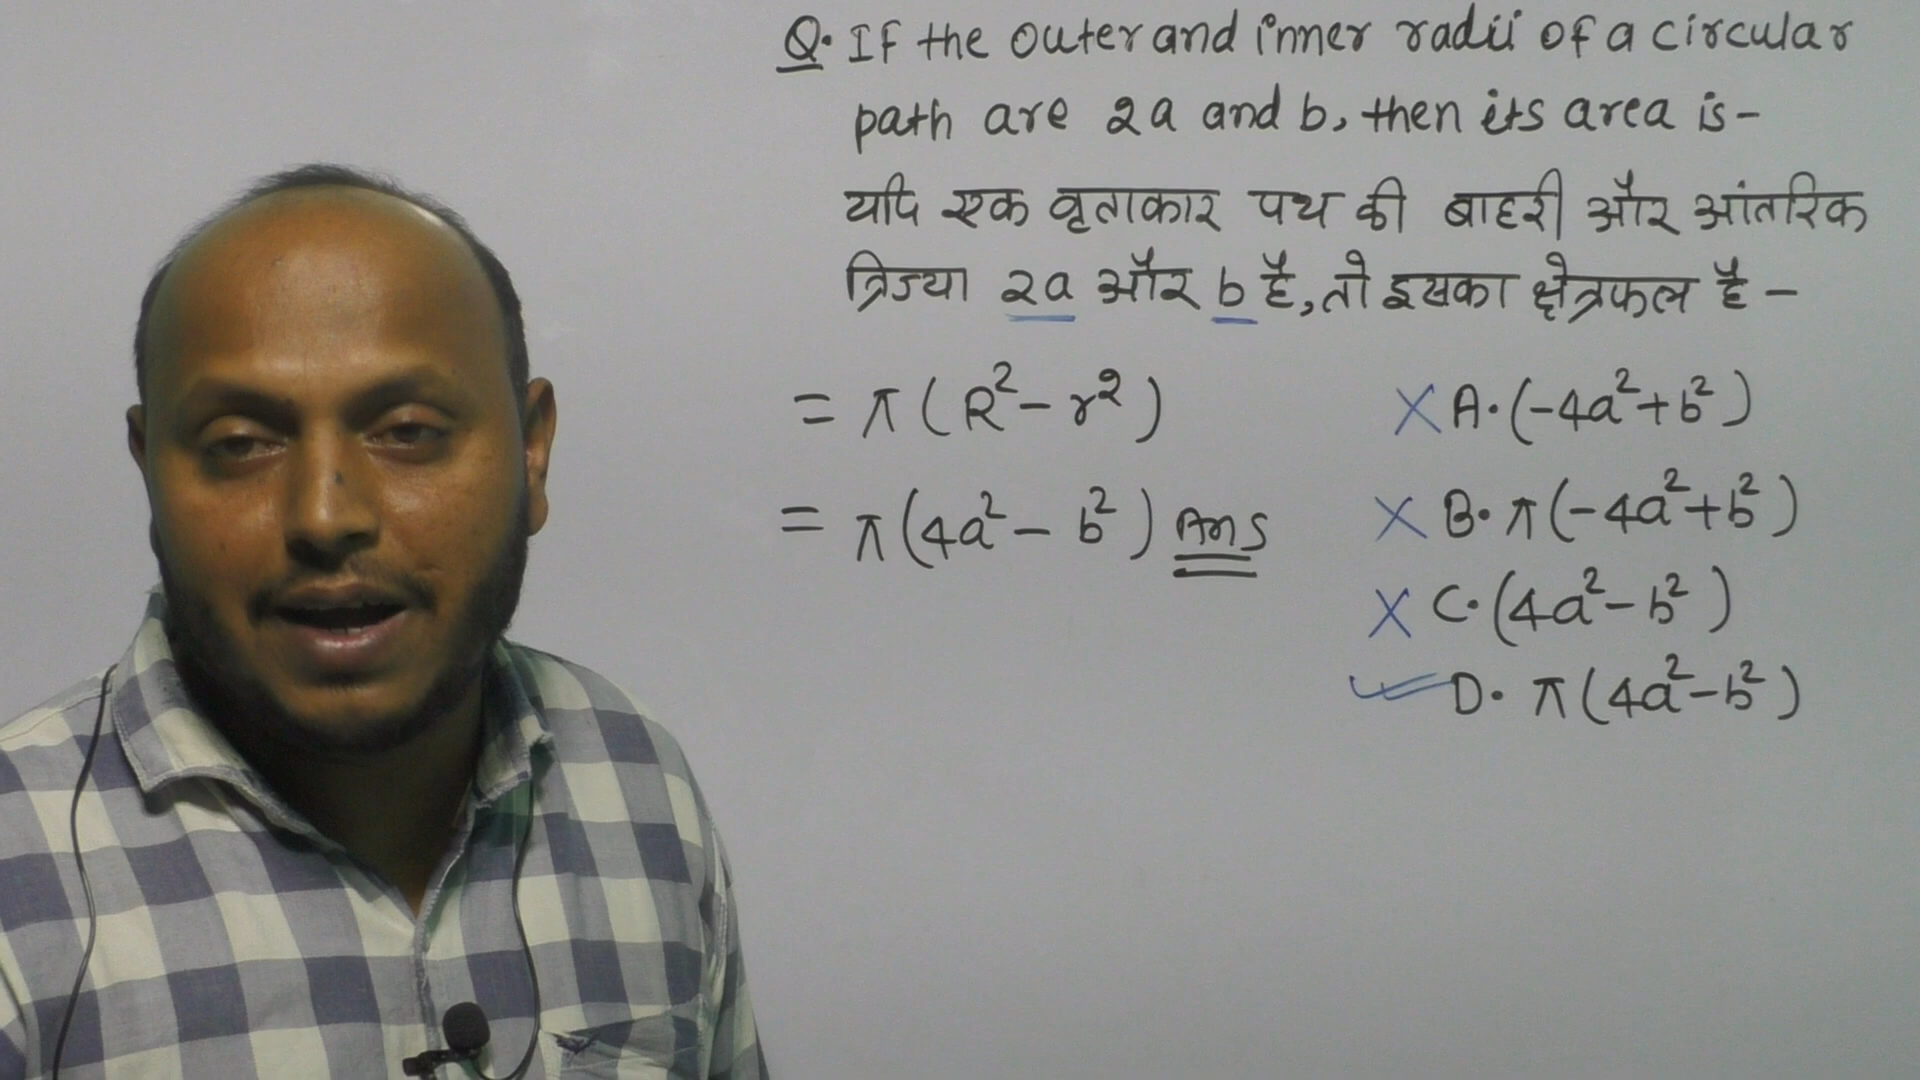 Q. If the outer and inner radii of a circular
path are 2a and b, then its area is-
यदि एक वृताकार पथ की बाहरी और आंतरिक
त्रिज्या 2a और b है, तो इसका क्षेत्रफल है -
= π(R² - r²)
= π(4a² - b²) Ans
X A. (-4a² + b²)
X B. π(-4a² + b²)
X C. (4a² - b²)
✓ D. π(4a² - b²)